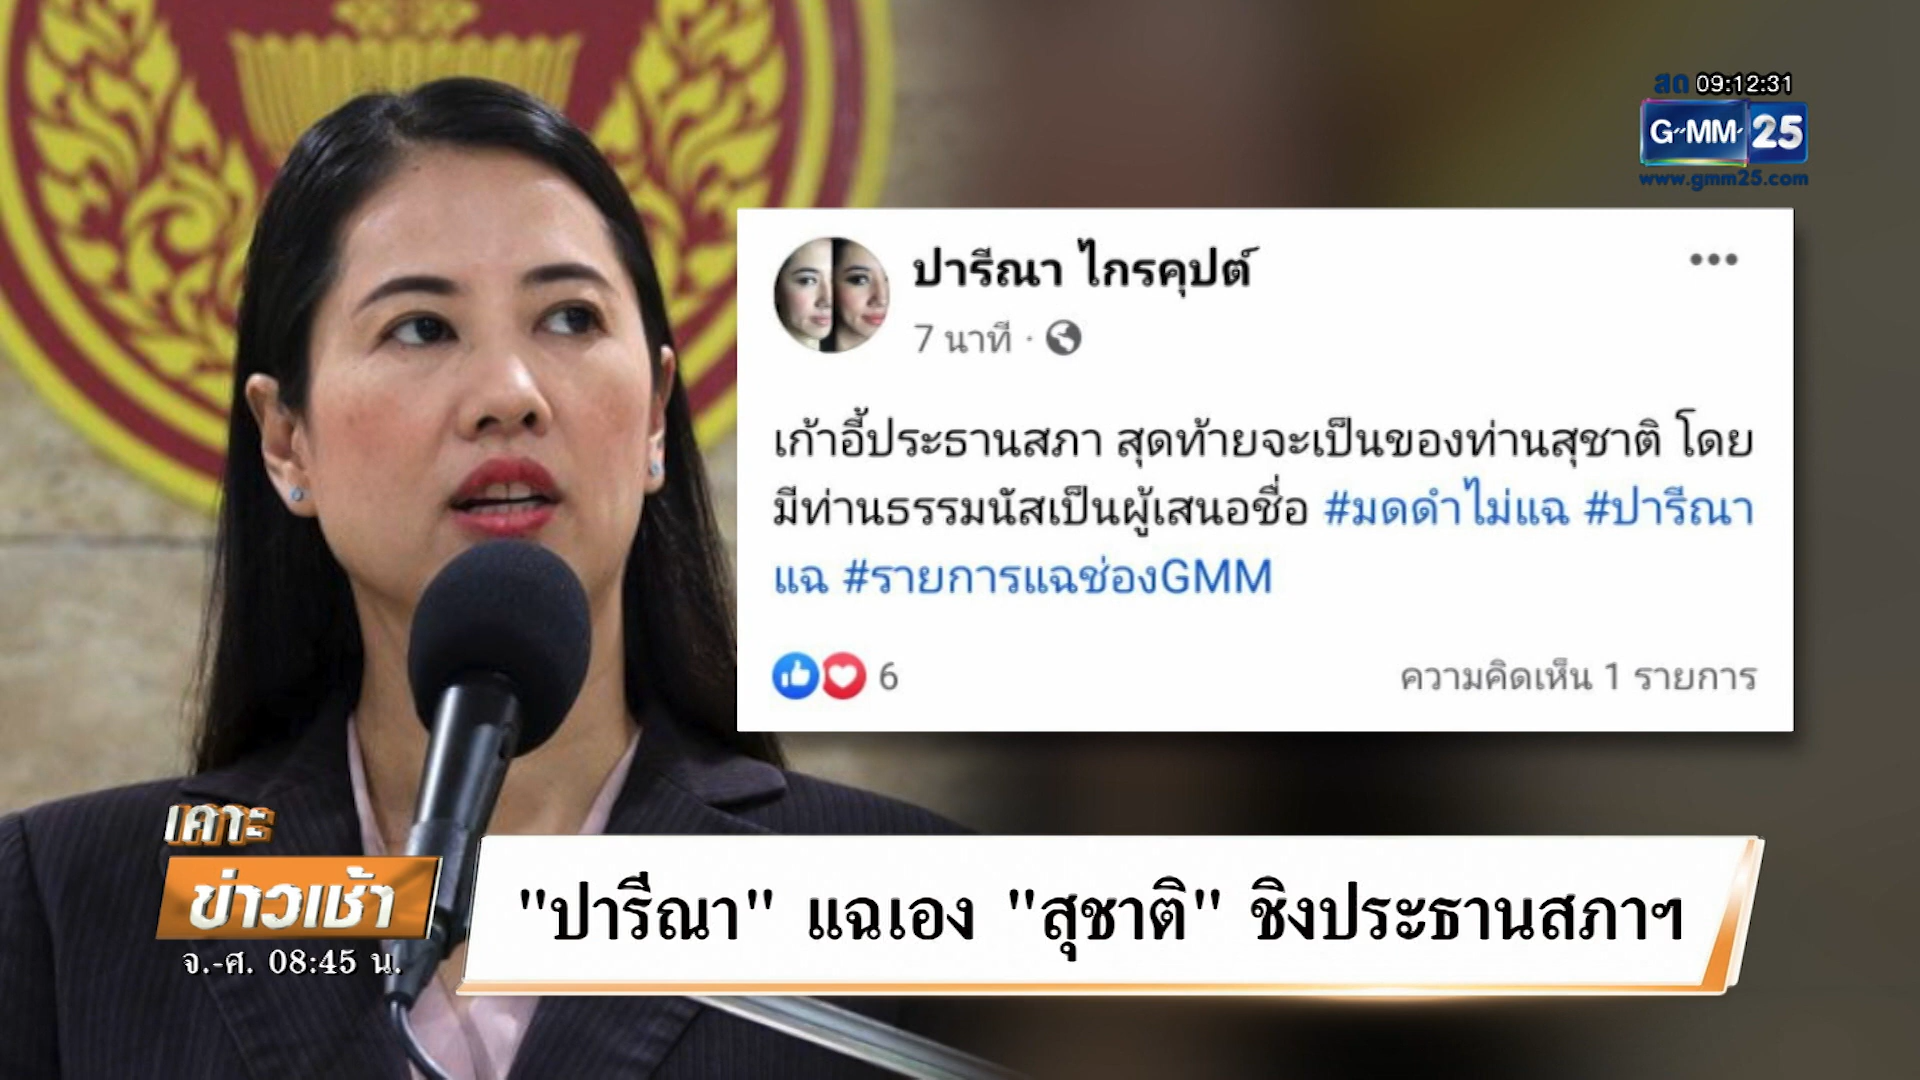 สด 09:12:31
GMM 25
www.gmm25.com
ปารีณา ไกรคุปต์
7 นาที ·
เก้าอี้ประธานสภา สุดท้ายจะเป็นของท่านสุชาติ โดย
มีท่านธรรมนัสเป็นผู้เสนอชื่อ #มดดำไม่แฉ #ปารีณา
แฉ #รายการแฉช่องGMM
6
ความคิดเห็น 1 รายการ
เคาะ
ข่าวเช้า
จ.-ศ. 08:45 น.
"ปารีณา" แฉเอง "สุชาติ" ชิงประธานสภาฯ